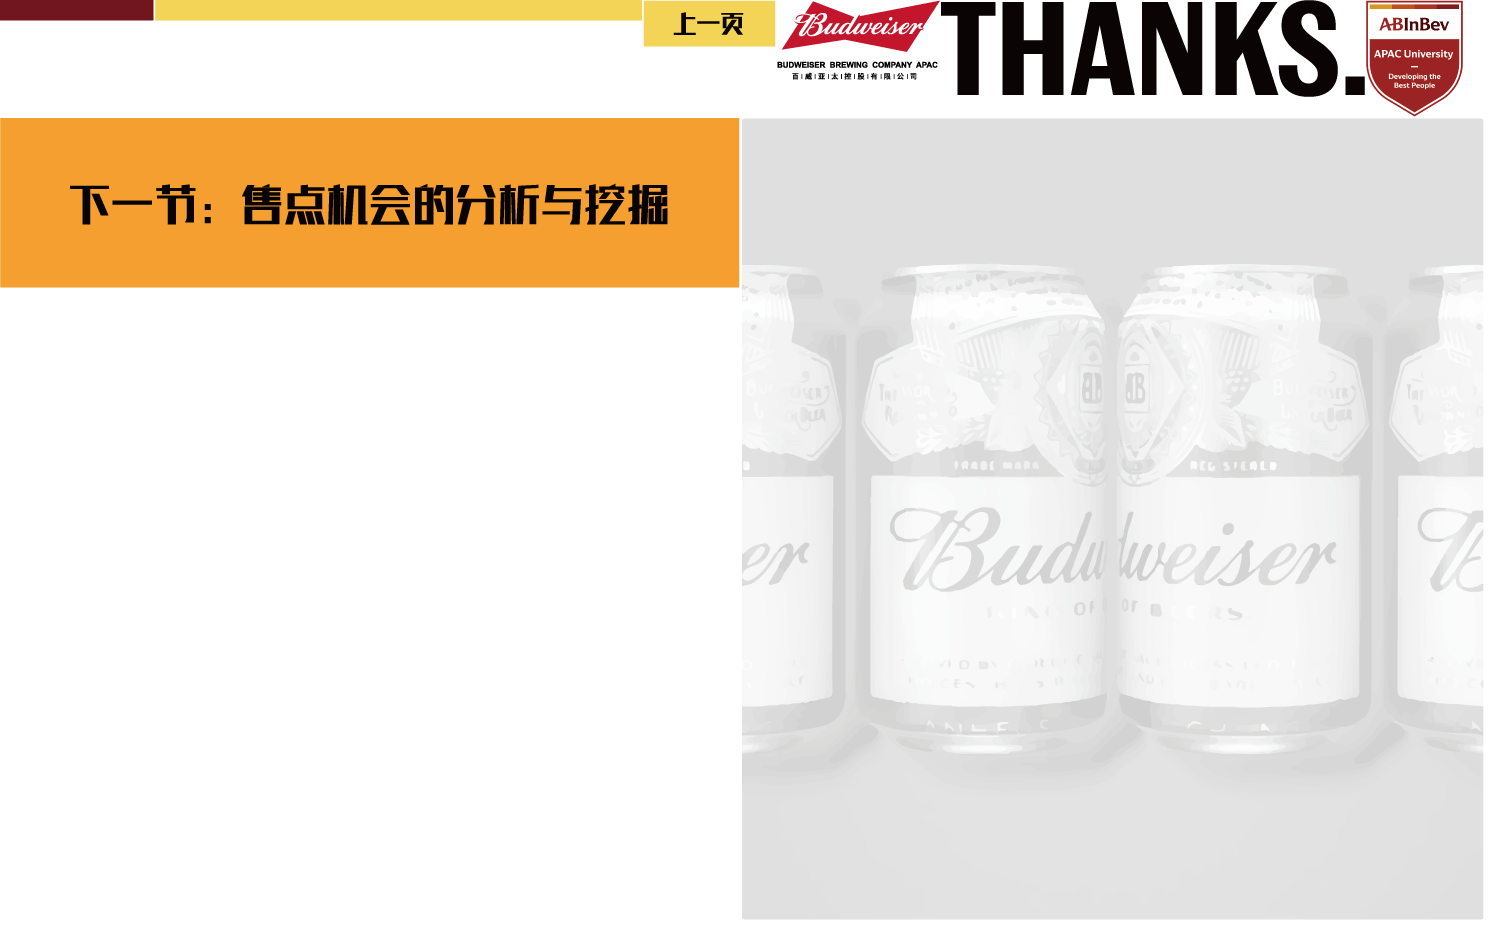 上一页
Budweiser
BUDWEISER BREWING COMPANY APAC
百|威|亚|太|控|股|有|限|公|司
THANKS.
ABInBev
APAC University
Developing the
Best People
下一节：售点机会的分析与挖掘
TRADE MARK
Budweiser